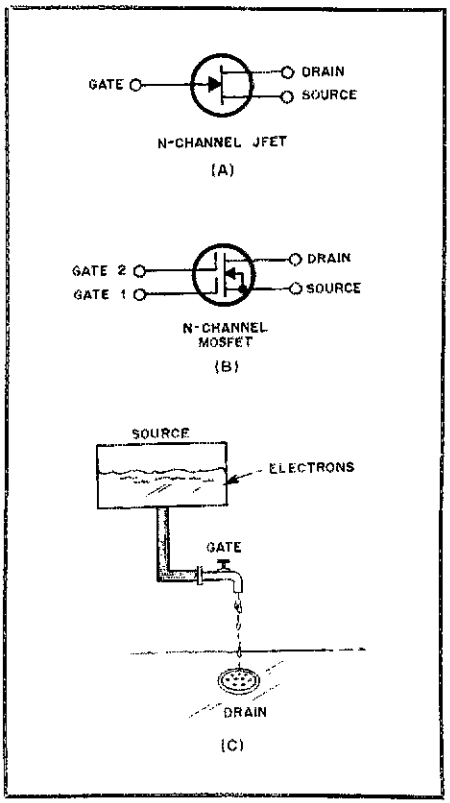 GATE
DRAIN
SOURCE
N-CHANNEL JFET
(A)
GATE 2
GATE 1
DRAIN
SOURCE
N-CHANNEL
MOSFET
(B)
SOURCE
ELECTRONS
GATE
DRAIN
(C)